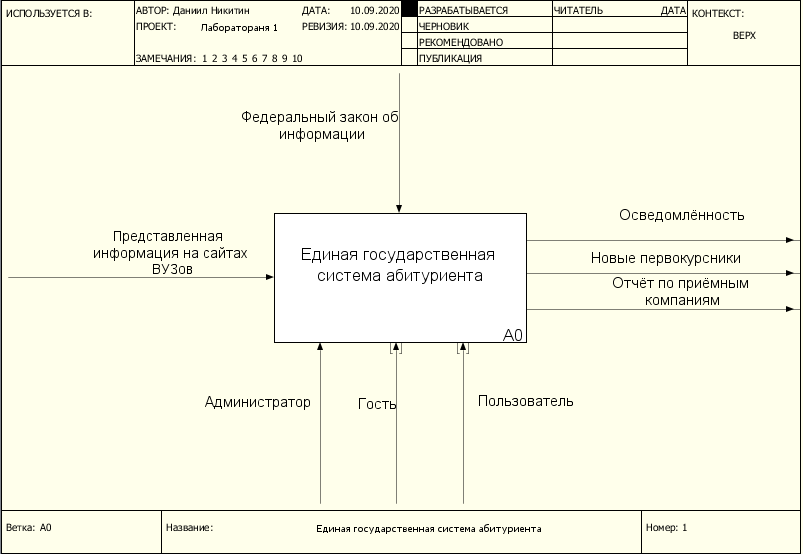 ИСПОЛЬЗУЕТСЯ В:
АВТОР: Даниил Никитин
ДАТА: 10.09.2020
ПРОЕКТ: Лаботораня 1
РЕВИЗИЯ: 10.09.2020
ЗАМЕЧАНИЯ: 1 2 3 4 5 6 7 8 9 10
РАЗРАБАТЫВАЕТСЯ
ЧЕРНОВИК
РЕКОМЕНДОВАНО
ПУБЛИКАЦИЯ
ЧИТАТЕЛЬ
ДАТА
КОНТЕКСТ:
ВЕРХ
Федеральный закон об
информации
Представленная
информация на сайтах
ВУЗов
Единая государственная
система абитуриента
A0
Осведомлённость
Новые первокурсники
Отчёт по приёмным
компаниям
Администратор
Гость
Пользователь
Ветка: A0
Название:
Единая государственная система абитуриента
Номер: 1